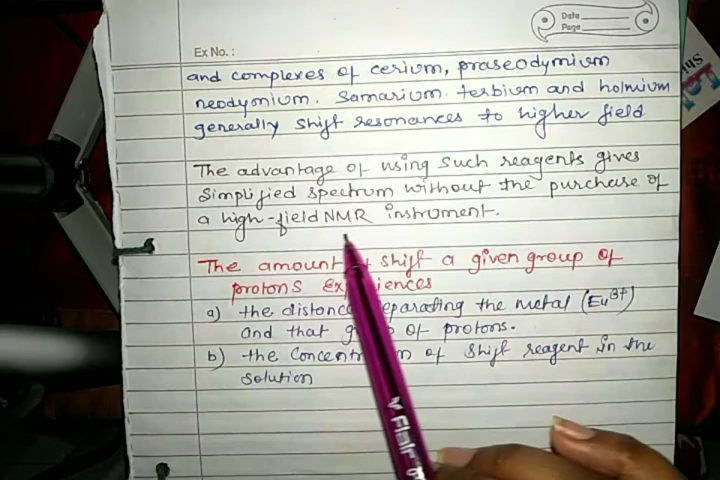 Date
Page
Ex No. :
and complexes of cerium, praseodymium
neodymium. Samarium. terbium and holmium
generally shift resonances to higher field
The advantage of using such reagents gives
simplified spectrum without the purchase of
a high-field NMR instrument.
The amount shift a given group of
protons ex iences
a) the distance separating the metal (Eu3+)
and that g of protons.
b) the concentr n of shift reagent in the
solution
Flair